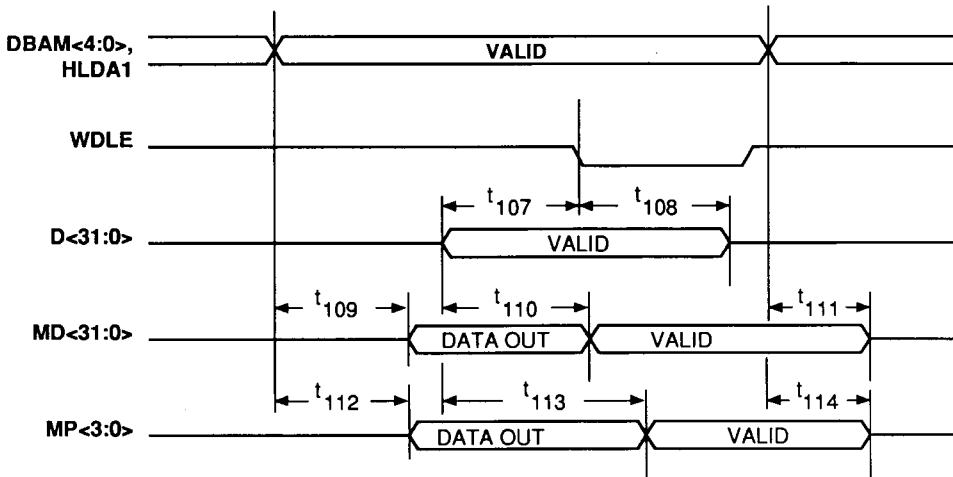 DBAM<4:0>,
HLDA1
VALID
WDLE
t107
t108
D<31:0>
VALID
t109
t110
t111
MD<31:0>
DATA OUT
VALID
t112
t113
t114
MP<3:0>
DATA OUT
VALID